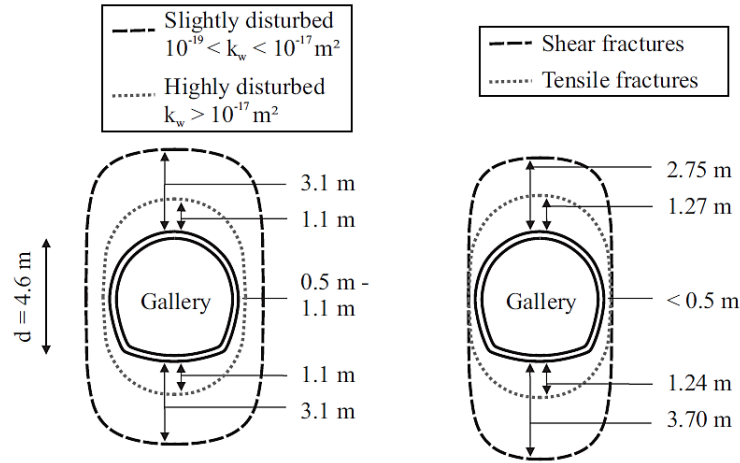 Slightly disturbed
10⁻¹⁹ < k_w < 10⁻¹⁷ m²
Highly disturbed
k_w > 10⁻¹⁷ m²
3.1 m
1.1 m
d = 4.6 m
Gallery
0.5 m -
1.1 m
1.1 m
3.1 m
Shear fractures
Tensile fractures
2.75 m
1.27 m
Gallery
< 0.5 m
1.24 m
3.70 m